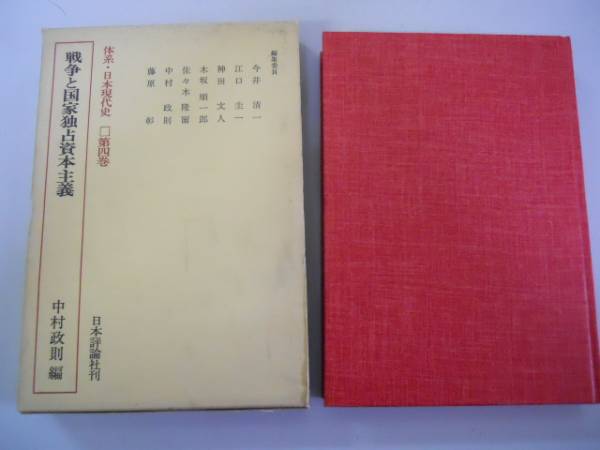 編集委員
今井 清一
江口 圭一
神田 文人
木坂 順一郎
佐々木 隆爾
中村 政則
藤原 彰
体系・日本現代史 □第四巻
日本評論社刊
戦争と国家独占資本主義
中村政則 編